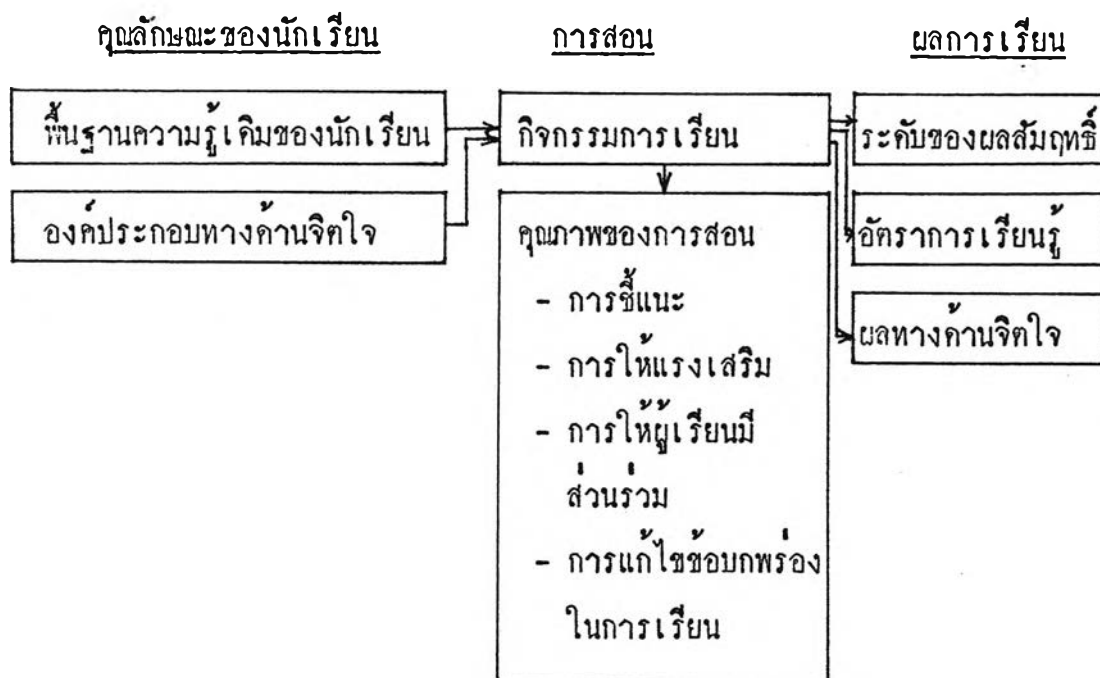 คุณลักษณะของนักเรียน
การสอน
ผลการเรียน
พื้นฐานความรู้เดิมของนักเรียน
กิจกรรมการเรียน
ระดับของผลสัมฤทธิ์
องค์ประกอบทางด้านจิตใจ
คุณภาพของการสอน
อัตราการเรียนรู้
- การชี้แนะ
ผลทางด้านจิตใจ
- การให้แรงเสริม
- การให้ผู้เรียนมี
ส่วนร่วม
- การแก้ไขข้อบกพร่อง
ในการเรียน